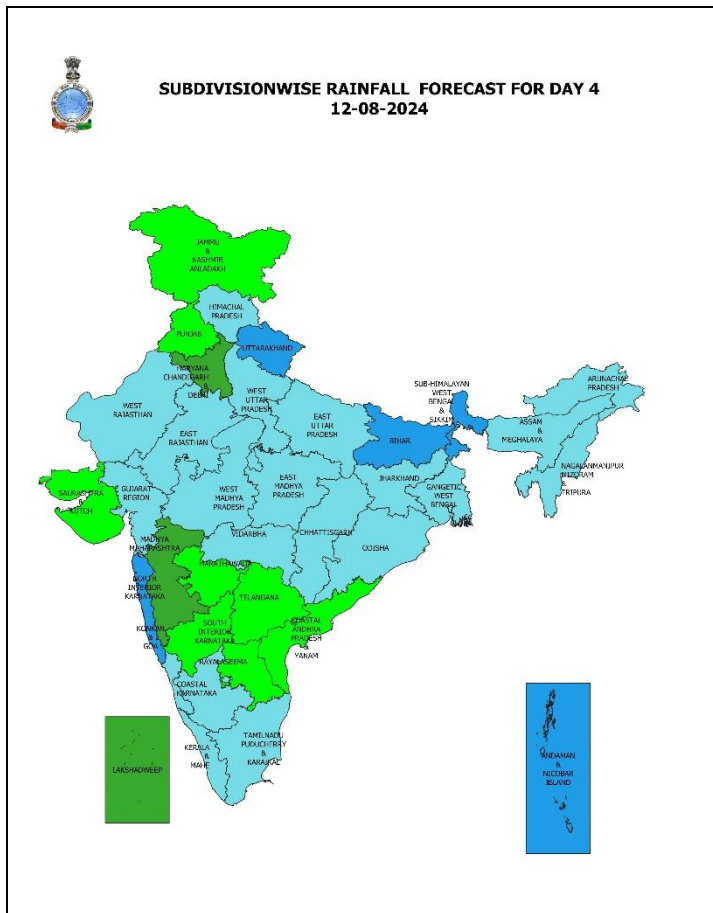 SUBDIVISIONWISE RAINFALL FORECAST FOR DAY 4
12-08-2024
JAMMU
&
KASHMIR
ANLADAKH
HIMACHAL
PRADESH
PUNJAB
UTTARAKHAND
HARYANA
CHANDIGARH
&
DELHI
WEST
UTTAR
PRADESH
EAST
UTTAR
PRADESH
WEST
RAJASTHAN
EAST
RAJASTHAN
SUB-HIMALAYAN
WEST
BENGAL
&
SIKKIM
ARUNACHAL
PRADESH
ASSAM
&
MEGHALAYA
NAGALANMANIPUR
MIZORAM
&
TRIPURA
BIHAR
JHARKHAND
GANGETIC
WEST
BENGAL
SAURASHTRA
&
KUTCH
GUJARAT
REGION
WEST
MADHYA
PRADESH
EAST
MADHYA
PRADESH
VIDARBHA
CHHATTISGARH
ODISHA
MADHYA
MAHARASHTRA
MARATHAWADA
NORTH
INTERIOR
KARNATAKA
KONKAN
&
GOA
TELANGANA
SOUTH
INTERIOR
KARNATAKA
COASTAL
ANDHRA
PRADESH
&
YANAM
RAYALASEEMA
COASTAL
KARNATAKA
KERALA
&
MAHE
TAMILNADU
PUDUCHERRY
&
KARAIKAL
LAKSHADWEEP
ANDAMAN
&
NICOBAR
ISLAND